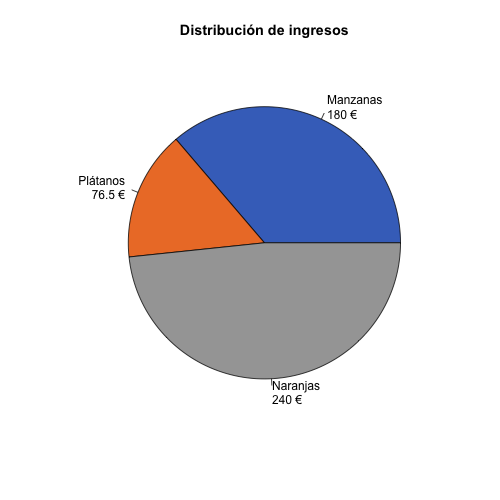 Distribución de ingresos
Manzanas
180 €
Plátanos
76.5 €
Naranjas
240 €